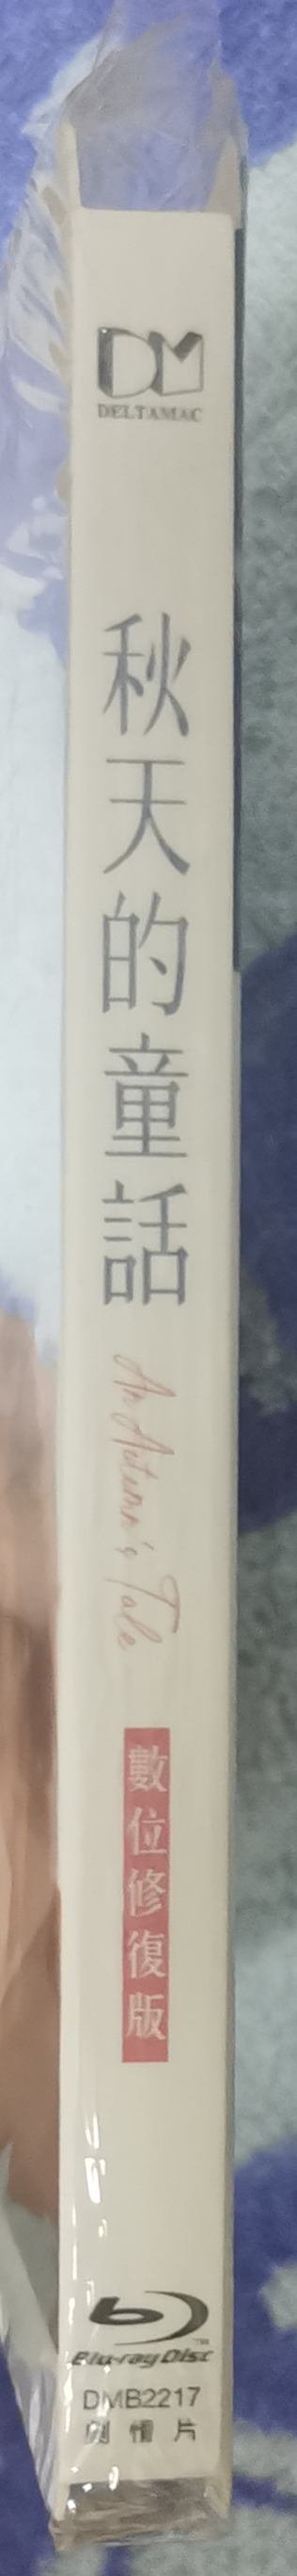 DM
DELTAMAC
秋天的童話
An Autumn's Tale
數位修復版
Blu-ray Disc
TM
DMB2217
劇情片